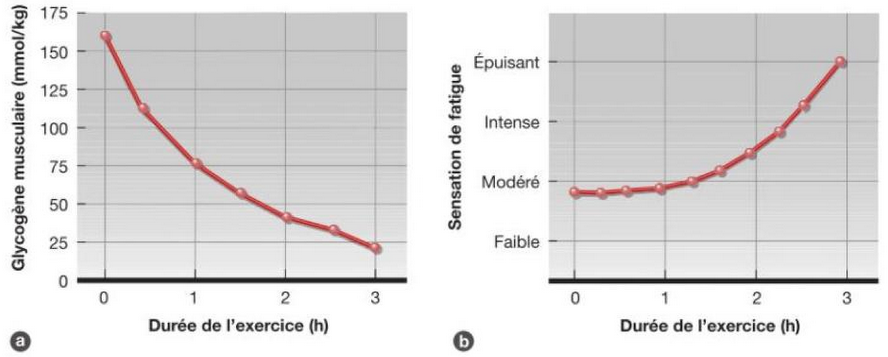 Glycogène musculaire (mmol/kg)
175
150
125
100
75
50
25
0
0 1 2 3
Durée de l'exercice (h)
a
Sensation de fatigue
Épuisant
Intense
Modéré
Faible
0 1 2 3
Durée de l'exercice (h)
b